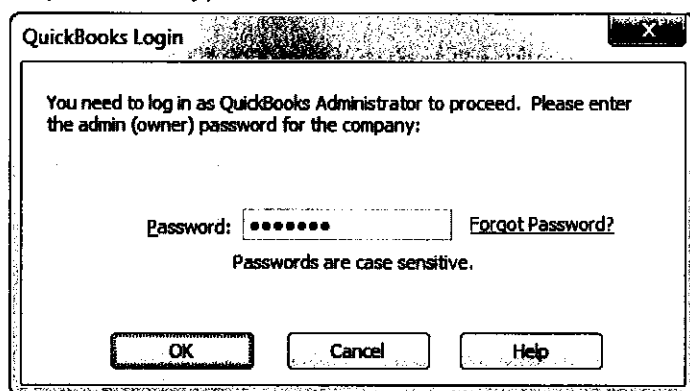 QuickBooks Login
X
You need to log in as QuickBooks Administrator to proceed. Please enter
the admin (owner) password for the company:
Password: ●●●●●●● Forgot Password?
Passwords are case sensitive.
OK Cancel Help